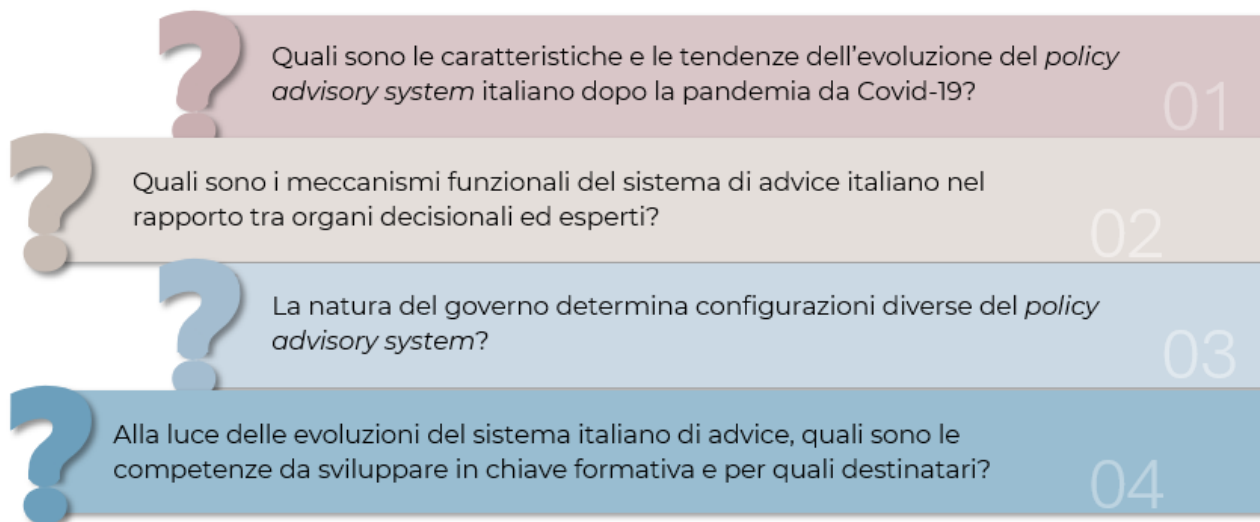 Quali sono le caratteristiche e le tendenze dell'evoluzione del policy
advisory system italiano dopo la pandemia da Covid-19?
01
Quali sono i meccanismi funzionali del sistema di advice italiano nel
rapporto tra organi decisionali ed esperti?
02
La natura del governo determina configurazioni diverse del policy
advisory system?
03
Alla luce delle evoluzioni del sistema italiano di advice, quali sono le
competenze da sviluppare in chiave formativa e per quali destinatari?
04